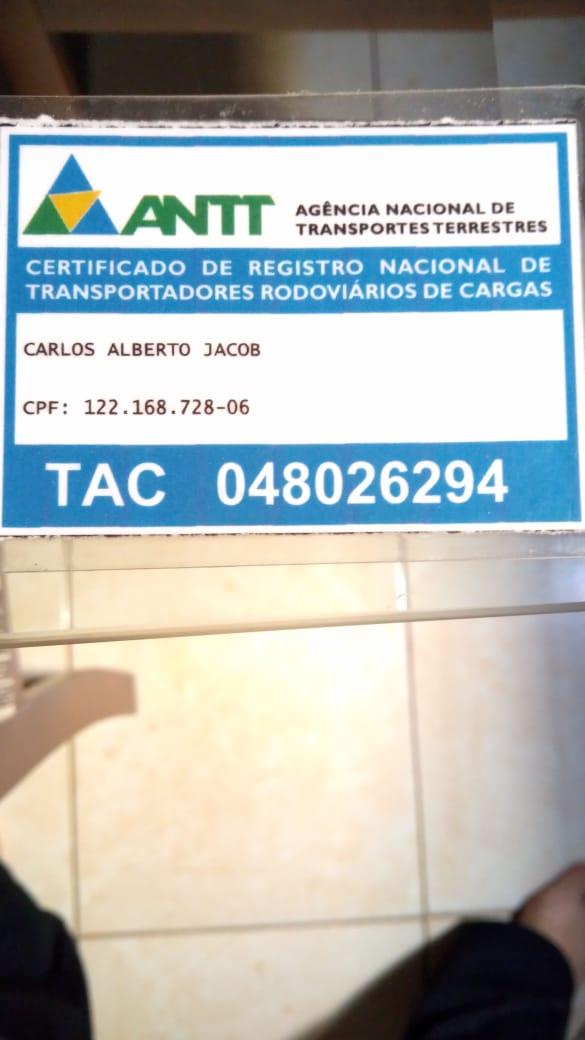 ANTT
AGÊNCIA NACIONAL DE
TRANSPORTES TERRESTRES
CERTIFICADO DE REGISTRO NACIONAL DE
TRANSPORTADORES RODOVIÁRIOS DE CARGAS
CARLOS ALBERTO JACOB
CPF: 122.168.728-06
TAC 048026294